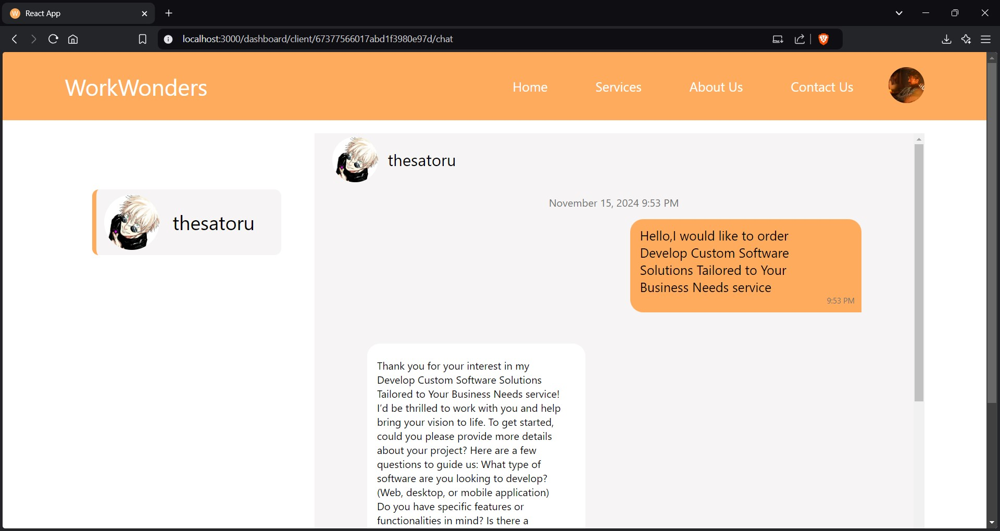 React App
localhost:3000/dashboard/client/67377566017abd1f3980e97d/chat
WorkWonders
Home
Services
About Us
Contact Us
thesatoru
thesatoru
November 15, 2024 9:53 PM
Hello,I would like to order
Develop Custom Software
Solutions Tailored to Your
Business Needs service
9:53 PM
Thank you for your interest in my
Develop Custom Software Solutions
Tailored to Your Business Needs service!
I'd be thrilled to work with you and help
bring your vision to life. To get started,
could you please provide more details
about your project? Here are a few
questions to guide us: What type of
software are you looking to develop?
(Web, desktop, or mobile application)
Do you have specific features or
functionalities in mind? Is there a